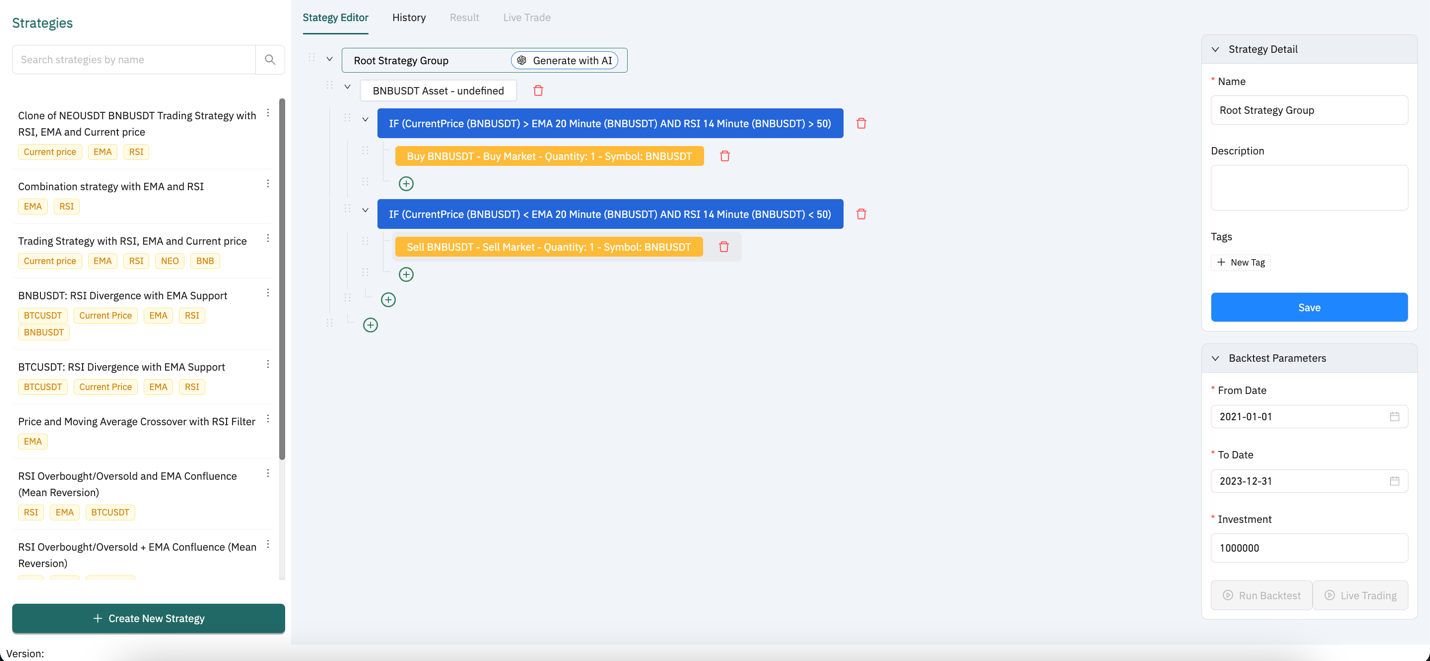 Strategies
Search strategies by name
Clone of NEOUSDT BNBUSDT Trading Strategy with
RSI, EMA and Current price
Current price EMA RSI
Combination strategy with EMA and RSI
EMA RSI
Trading Strategy with RSI, EMA and Current price
Current price EMA RSI NEO BNB
BNBUSDT: RSI Divergence with EMA Support
BTCUSDT Current Price EMA RSI
BNBUSDT
BTCUSDT: RSI Divergence with EMA Support
BTCUSDT Current Price EMA RSI
Price and Moving Average Crossover with RSI Filter
EMA
RSI Overbought/Oversold and EMA Confluence
(Mean Reversion)
RSI EMA BTCUSDT
RSI Overbought/Oversold + EMA Confluence (Mean
Reversion)
Create New Strategy
Version:
Stategy Editor History Result Live Trade
Root Strategy Group Generate with AI
BNBUSDT Asset - undefined
IF (CurrentPrice (BNBUSDT) > EMA 20 Minute (BNBUSDT) AND RSI 14 Minute (BNBUSDT) > 50)
Buy BNBUSDT - Buy Market - Quantity: 1 - Symbol: BNBUSDT
IF (CurrentPrice (BNBUSDT) < EMA 20 Minute (BNBUSDT) AND RSI 14 Minute (BNBUSDT) < 50)
Sell BNBUSDT - Sell Market - Quantity: 1 - Symbol: BNBUSDT
Strategy Detail
* Name
Root Strategy Group
Description
Tags
+ New Tag
Save
Backtest Parameters
* From Date
2021-01-01
* To Date
2023-12-31
* Investment
1000000
Run Backtest Live Trading